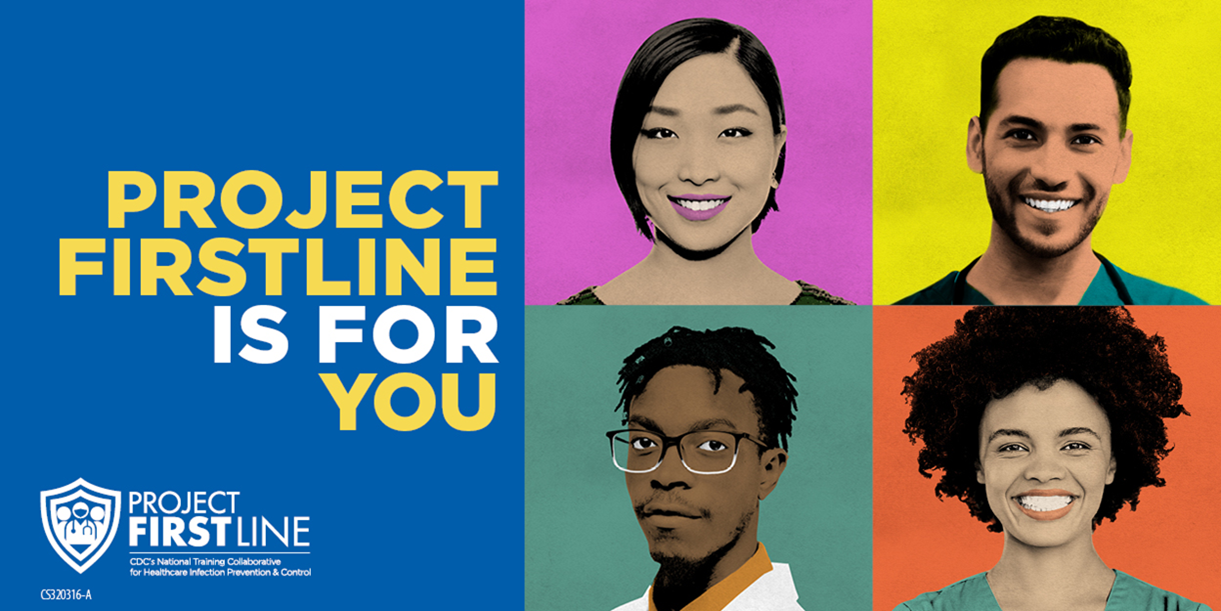 PROJECT
FIRSTLINE
IS FOR
YOU
PROJECT
FIRSTLINE
CDC's National Training Collaborative
for Healthcare Infection Prevention & Control
CS320316-A